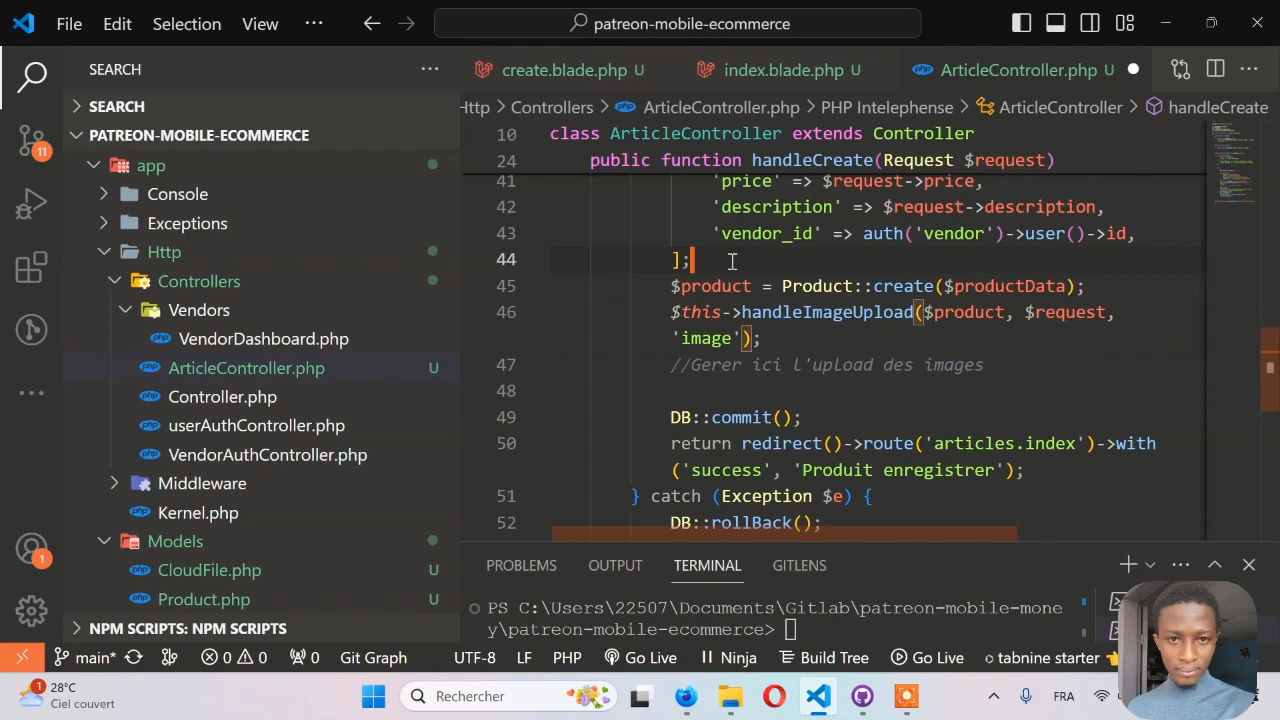 File Edit Selection View ··· patreon-mobile-ecommerce
SEARCH ···
SEARCH
PATREON-MOBILE-ECOMMERCE
app
Console
Exceptions
Http
Controllers
Vendors
VendorDashboard.php
ArticleController.php U
Controller.php
userAuthController.php
VendorAuthController.php
Middleware
Kernel.php
Models
CloudFile.php U
Product.php U
NPM SCRIPTS: NPM SCRIPTS
11
1
create.blade.php U index.blade.php U ArticleController.php U
Http > Controllers > ArticleController.php > PHP Intelephense > ArticleController > handleCreate
10 class ArticleController extends Controller
24 public function handleCreate(Request $request)
41 'price' => $request->price,
42 'description' => $request->description,
43 'vendor_id' => auth('vendor')->user()->id,
44 ];
45 $product = Product::create($productData);
46 $this->handleImageUpload($product, $request,
'image');
47 //Gerer ici l'upload des images
48
49 DB::commit();
50 return redirect()->route('articles.index')->with
('success', 'Produit enregistrer');
51 } catch (Exception $e) {
52 DB::rollBack();
PROBLEMS OUTPUT TERMINAL GITLENS
PS C:\Users\22507\Documents\Gitlab\patreon-mobile-mone
y\patreon-mobile-ecommerce>
main* 0 0 0 Git Graph UTF-8 LF PHP Go Live Ninja Build Tree Go Live tabnine starter
1
28°C
Ciel couvert
Rechercher
FRA